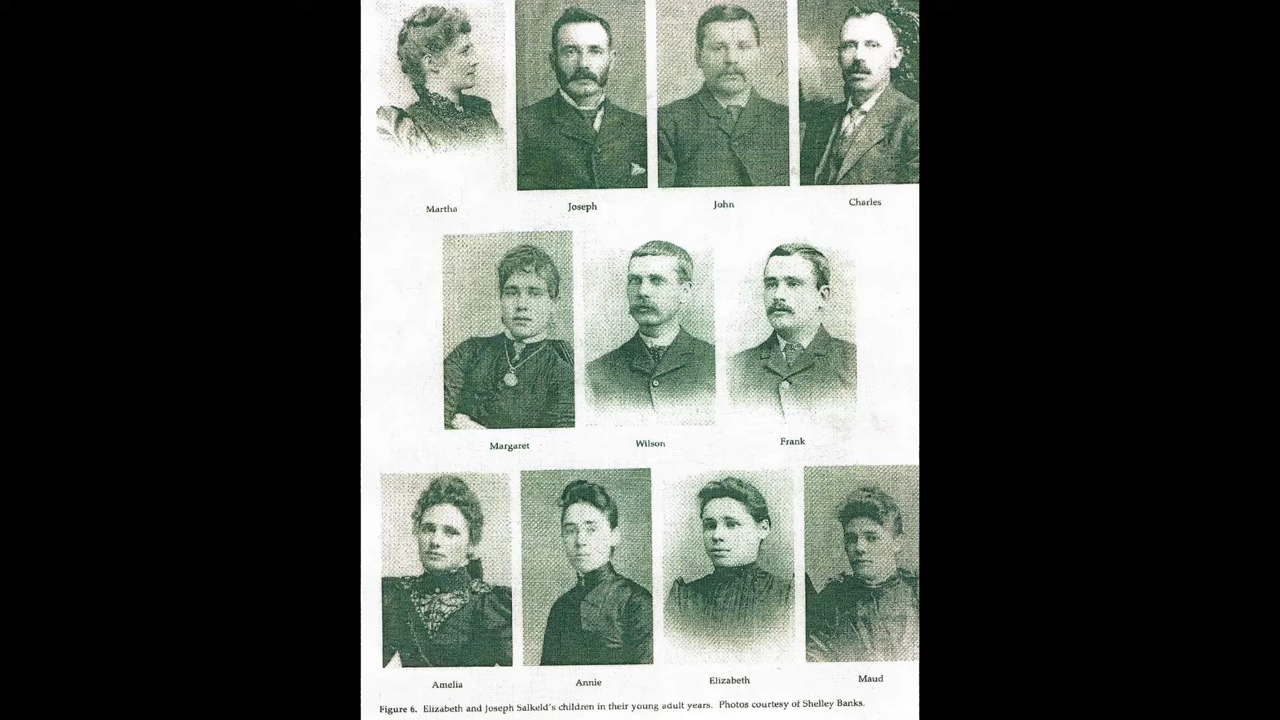 Martha
Joseph
John
Charles
Margaret
Wilson
Frank
Amelia
Annie
Elizabeth
Maud
Figure 6. Elizabeth and Joseph Salkeld's children in their young adult years. Photos courtesy of Shelley Banks.